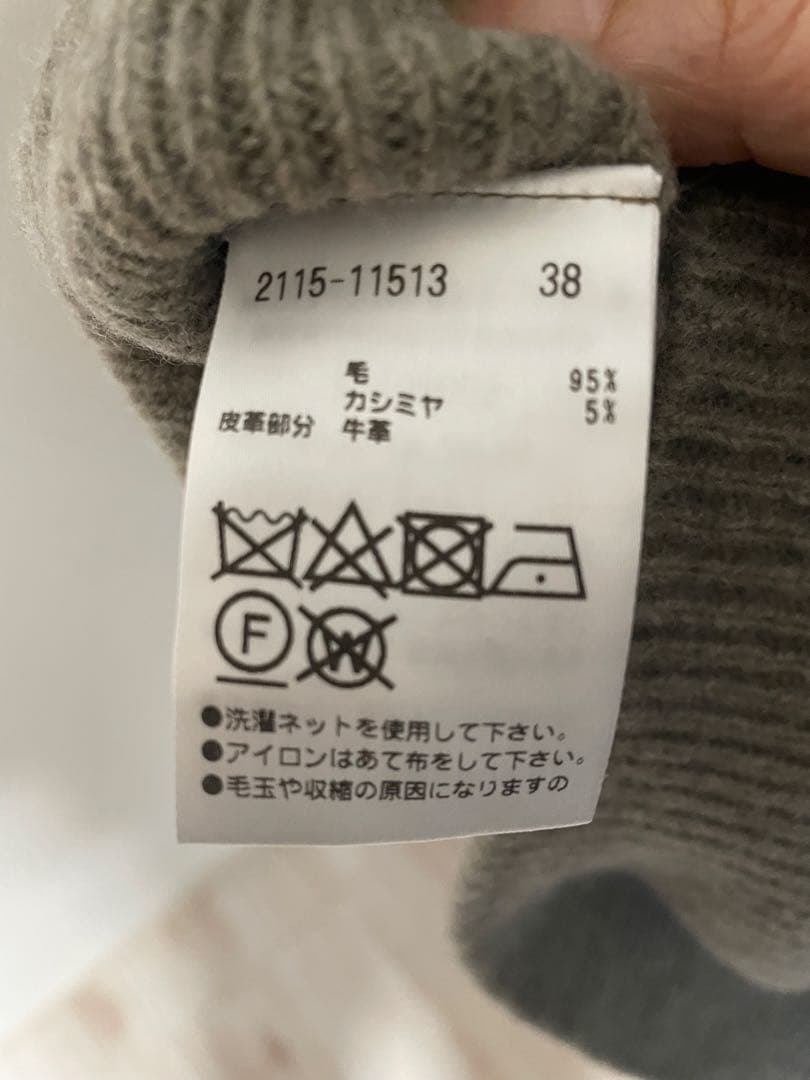 2115-11513 38
毛 95%
カシミヤ 5%
皮革部分 牛革
F
W
●洗濯ネットを使用して下さい。
●アイロンはあて布をして下さい。
●毛玉や収縮の原因になりますの